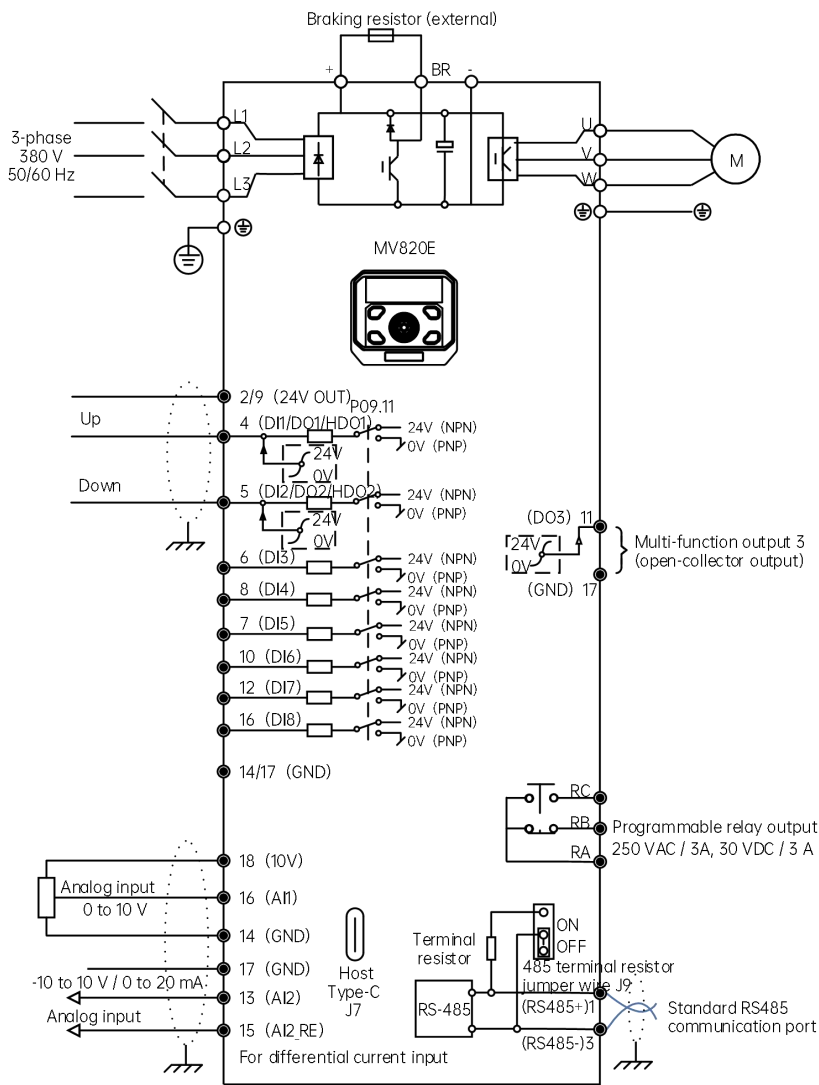 Braking resistor (external)
+
BR
-
L1
L2
L3
3-phase
380 V
50/60 Hz
U
V
W
M
MV820E
2/9 (24V OUT)
P09.11
Up
4 (DI1/DO1/HDO1)
24V (NPN)
0V (PNP)
24V
0V
Down
5 (DI2/DO2/HDO2)
24V (NPN)
0V (PNP)
24V
0V
6 (DI3)
24V (NPN)
0V (PNP)
8 (DI4)
24V (NPN)
0V (PNP)
7 (DI5)
24V (NPN)
0V (PNP)
10 (DI6)
24V (NPN)
0V (PNP)
12 (DI7)
24V (NPN)
0V (PNP)
16 (DI8)
24V (NPN)
0V (PNP)
14/17 (GND)
(DO3) 11
24V
0V
(GND) 17
Multi-function output 3
(open-collector output)
RC
RB
RA
Programmable relay output
250 VAC / 3A, 30 VDC / 3 A
18 (10V)
Analog input
0 to 10 V
16 (AI1)
14 (GND)
17 (GND)
-10 to 10 V / 0 to 20 mA
13 (AI2)
Analog input
15 (AI2_RE)
For differential current input
Host
Type-C
J7
Terminal
resistor
ON
OFF
485 terminal resistor
jumper wire J9
RS-485
(RS485+)1
(RS485-)3
Standard RS485
communication port